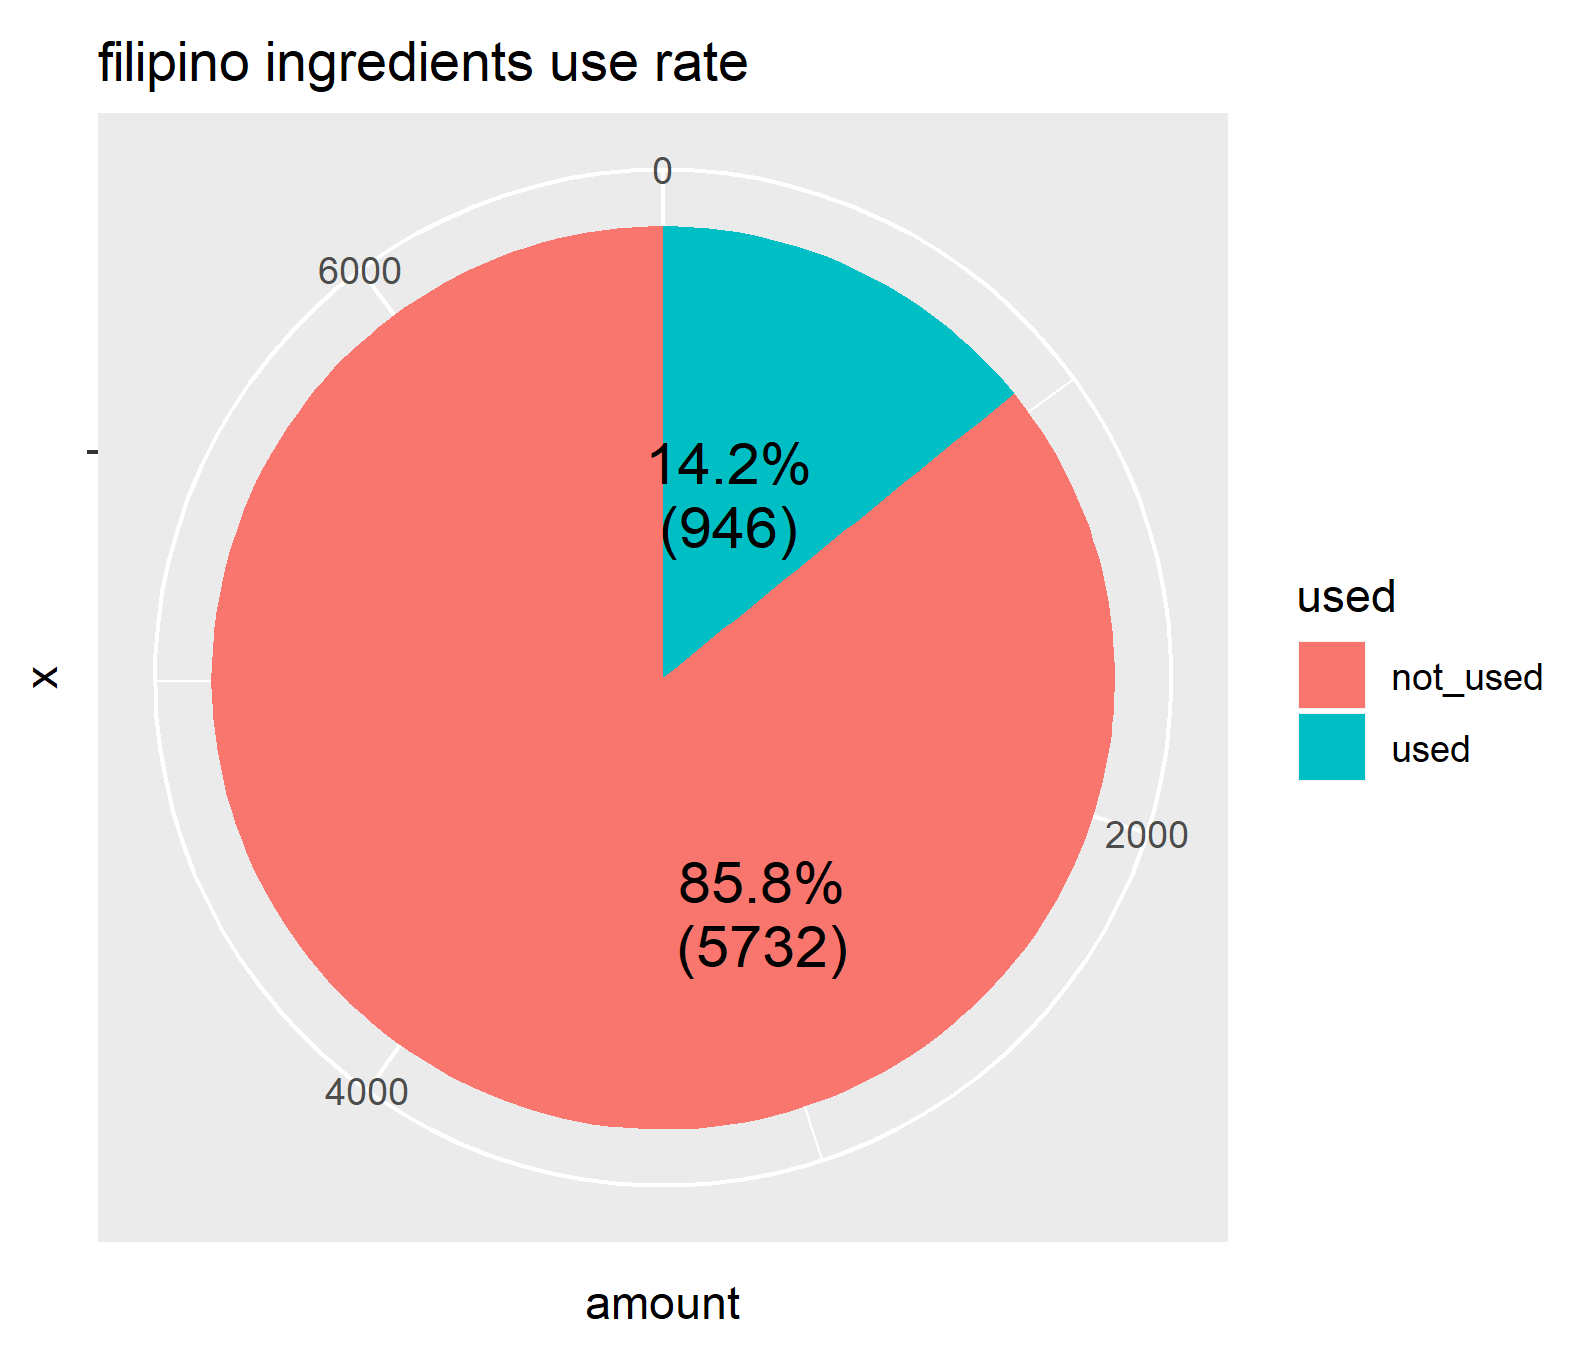 filipino ingredients use rate
0
6000
14.2%
(946)
x
used
not_used
used
2000
85.8%
(5732)
4000
amount